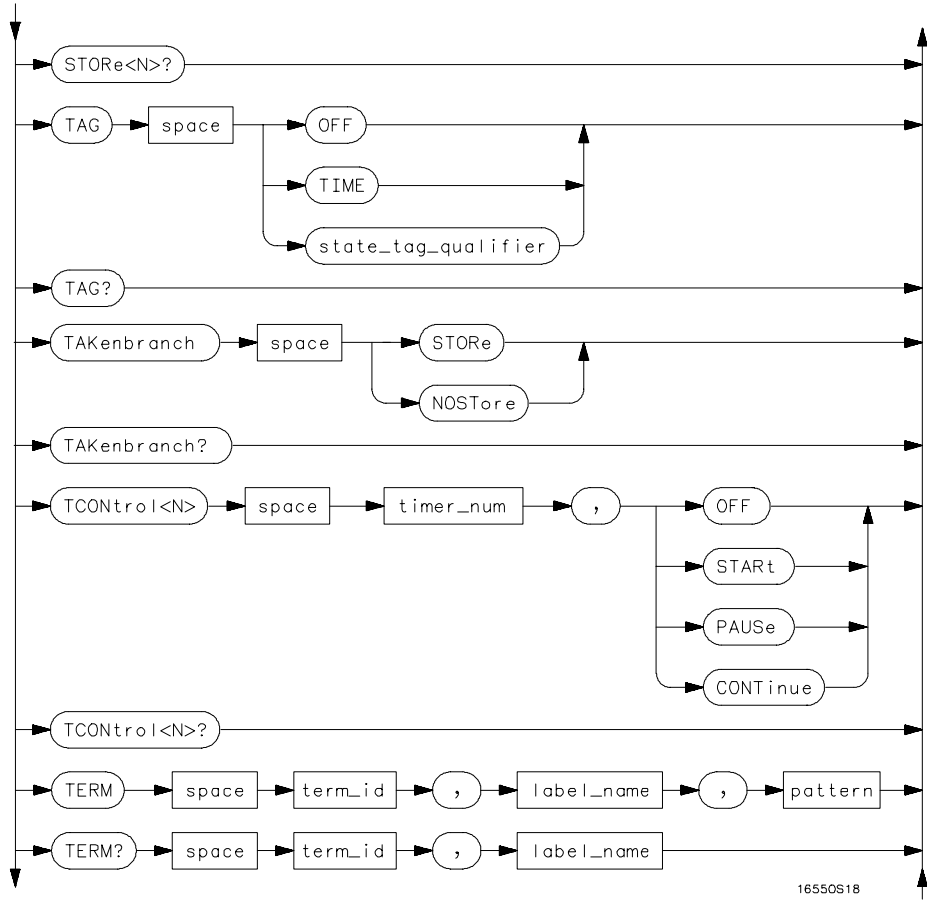 STORe<N>?
TAG space OFF
TIME
state_tag_qualifier
TAG?
TAKenbranch space STORe
NOSTore
TAKenbranch?
TCONtrol<N> space timer_num , OFF
STARt
PAUSe
CONTinue
TCONtrol<N>?
TERM space term_id , label_name , pattern
TERM? space term_id , label_name
16550S18